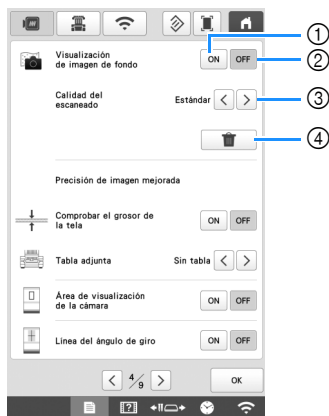 Visualización
de imagen de fondo
ON OFF
①
②
Calidad del
escaneado
Estándar < >
③
④
Precisión de imagen mejorada
Comprobar el grosor de
la tela
ON OFF
Tabla adjunta
Sin tabla < >
Área de visualización
de la cámara
ON OFF
Línea del ángulo de giro
ON OFF
< 4/9 >
OK